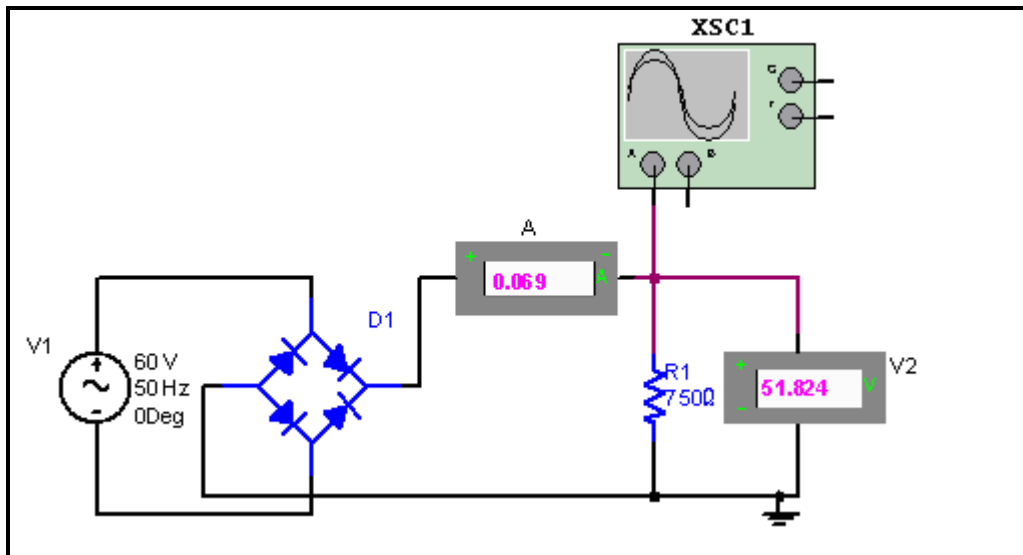 XSC1
G
T
A
B
A
+
-
0.069
A
D1
V1
+
-
60 V
50 Hz
0Deg
R1
750Ω
+
-
51.824
V
V2